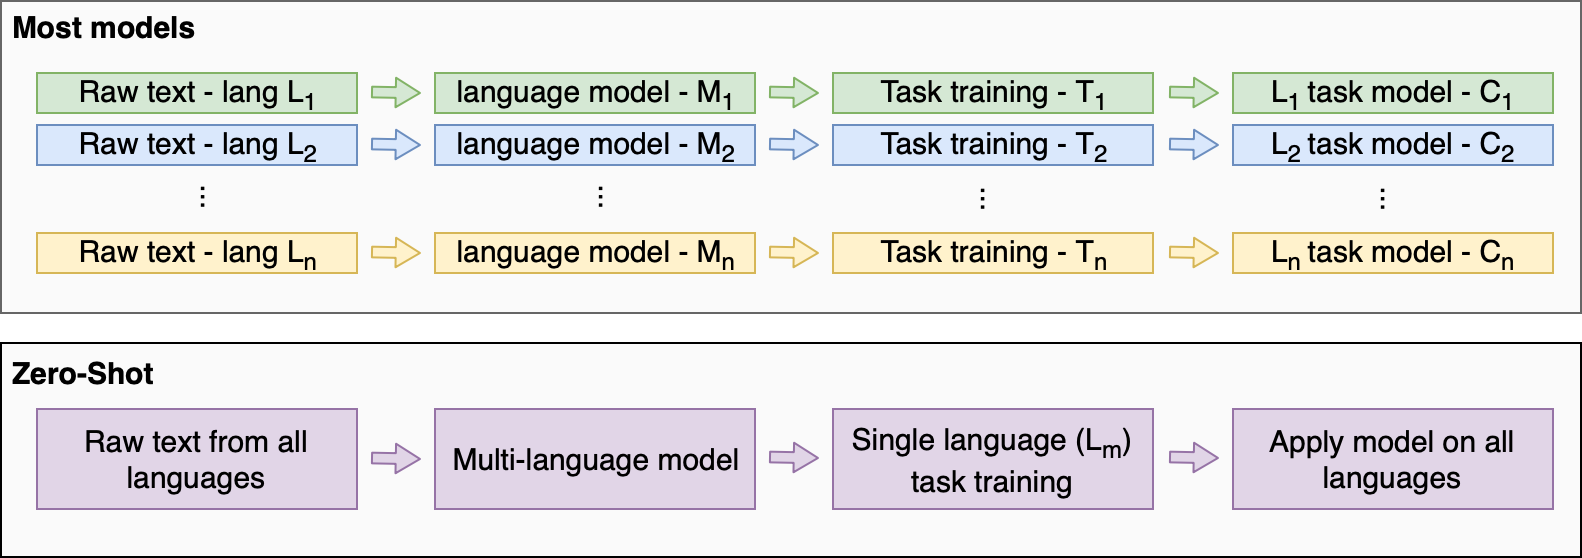 Most models
Raw text - lang L₁ language model - M₁ Task training - T₁ L₁ task model - C₁
Raw text - lang L₂ language model - M₂ Task training - T₂ L₂ task model - C₂
⋮ ⋮ ⋮ ⋮
Raw text - lang Lₙ language model - Mₙ Task training - Tₙ Lₙ task model - Cₙ
Zero-Shot
Raw text from all
languages
Multi-language model
Single language (Lₘ)
task training
Apply model on all
languages